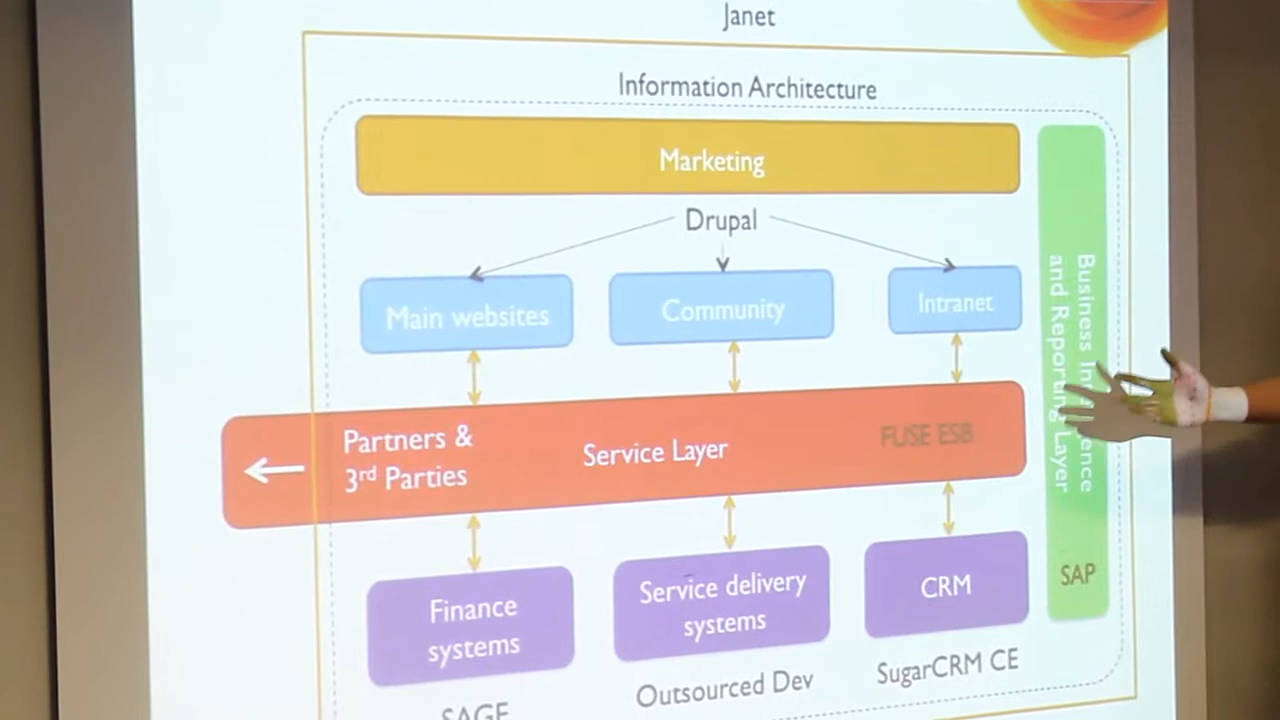 Janet
Information Architecture
Marketing
Drupal
Main websites
Community
Intranet
Partners &
3rd Parties
Service Layer
FUSE ESB
Business
and Reporting Layer
SAP
Finance
systems
Service delivery
systems
CRM
SAGE
Outsourced Dev
SugarCRM CE